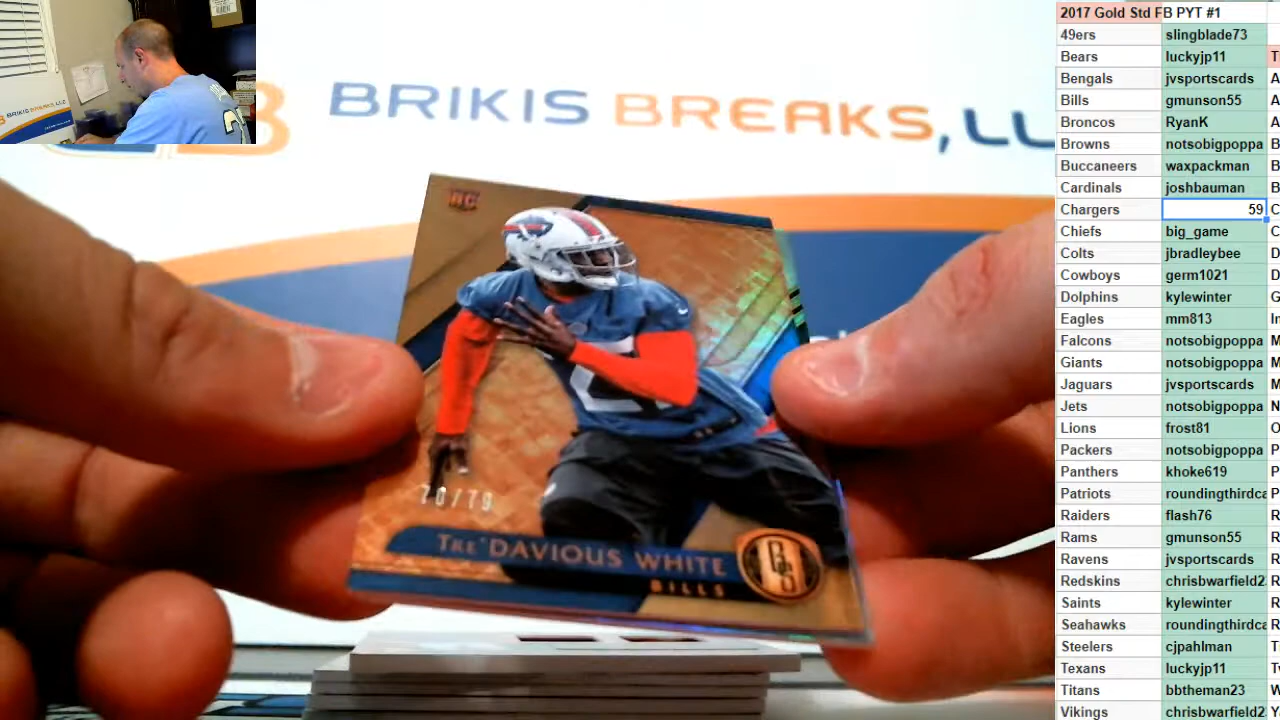 BRIKIS BREAKS, LL
RC
78/79
TRE'DAVIOUS WHITE
BILLS
2017 Gold Std FB PYT #1
49ers slingblade73
Bears luckyjp11 T
Bengals jvsportscards A
Bills gmunson55 A
Broncos RyanK A
Browns notsobigpoppa B
Buccaneers waxpackman B
Cardinals joshbauman B
Chargers 59 C
Chiefs big_game C
Colts jbradleybee D
Cowboys germ1021 D
Dolphins kylewinter G
Eagles mm813 In
Falcons notsobigpoppa M
Giants notsobigpoppa M
Jaguars jvsportscards M
Jets notsobigpoppa N
Lions frost81 O
Packers notsobigpoppa P
Panthers khoke619 P
Patriots roundingthirdca R
Raiders flash76 R
Rams gmunson55 R
Ravens jvsportscards R
Redskins chrisbwarfield2 R
Saints kylewinter R
Seahawks roundingthirdca R
Steelers cjpahlman Ti
Texans luckyjp11 Tv
Titans bbtheman23 W
Vikings chrisbwarfield2 Y